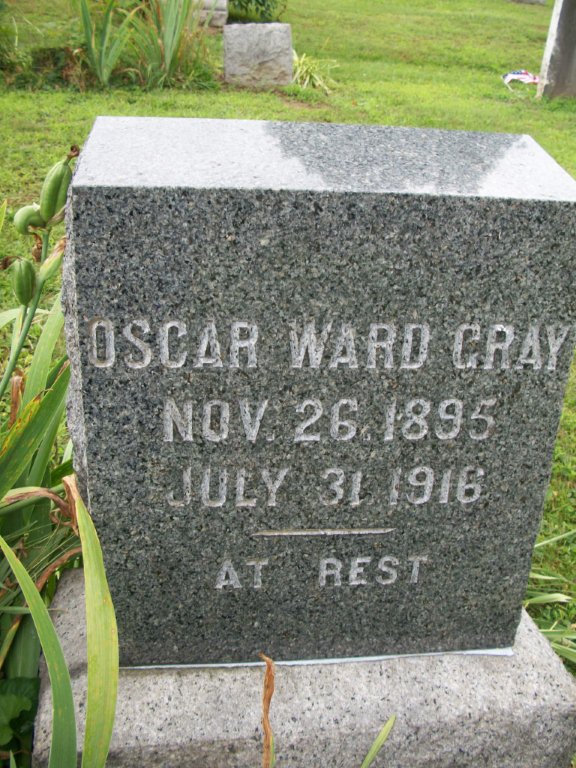 OSCAR WARD GRAY
NOV. 26. 1895
JULY 31. 1916
AT REST